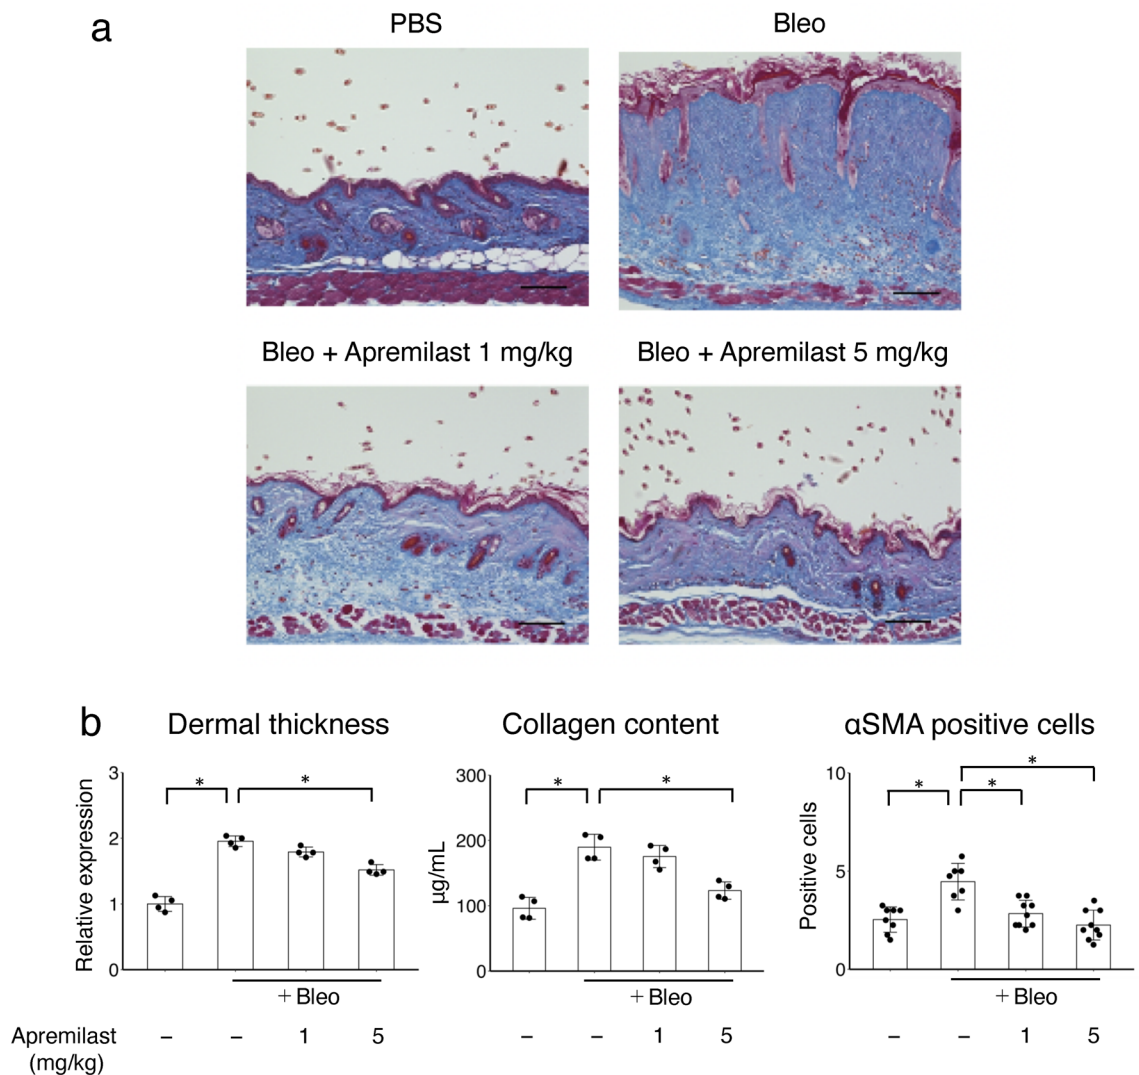 a
PBS
Bleo
Bleo + Apremilast 1 mg/kg
Bleo + Apremilast 5 mg/kg
b
Dermal thickness
Relative expression
3
2
1
0
*
*
+ Bleo
Collagen content
µg/mL
300
200
100
0
*
*
+ Bleo
αSMA positive cells
Positive cells
10
5
0
*
*
*
+ Bleo
Apremilast
(mg/kg)
– – 1 5
– – 1 5
– – 1 5